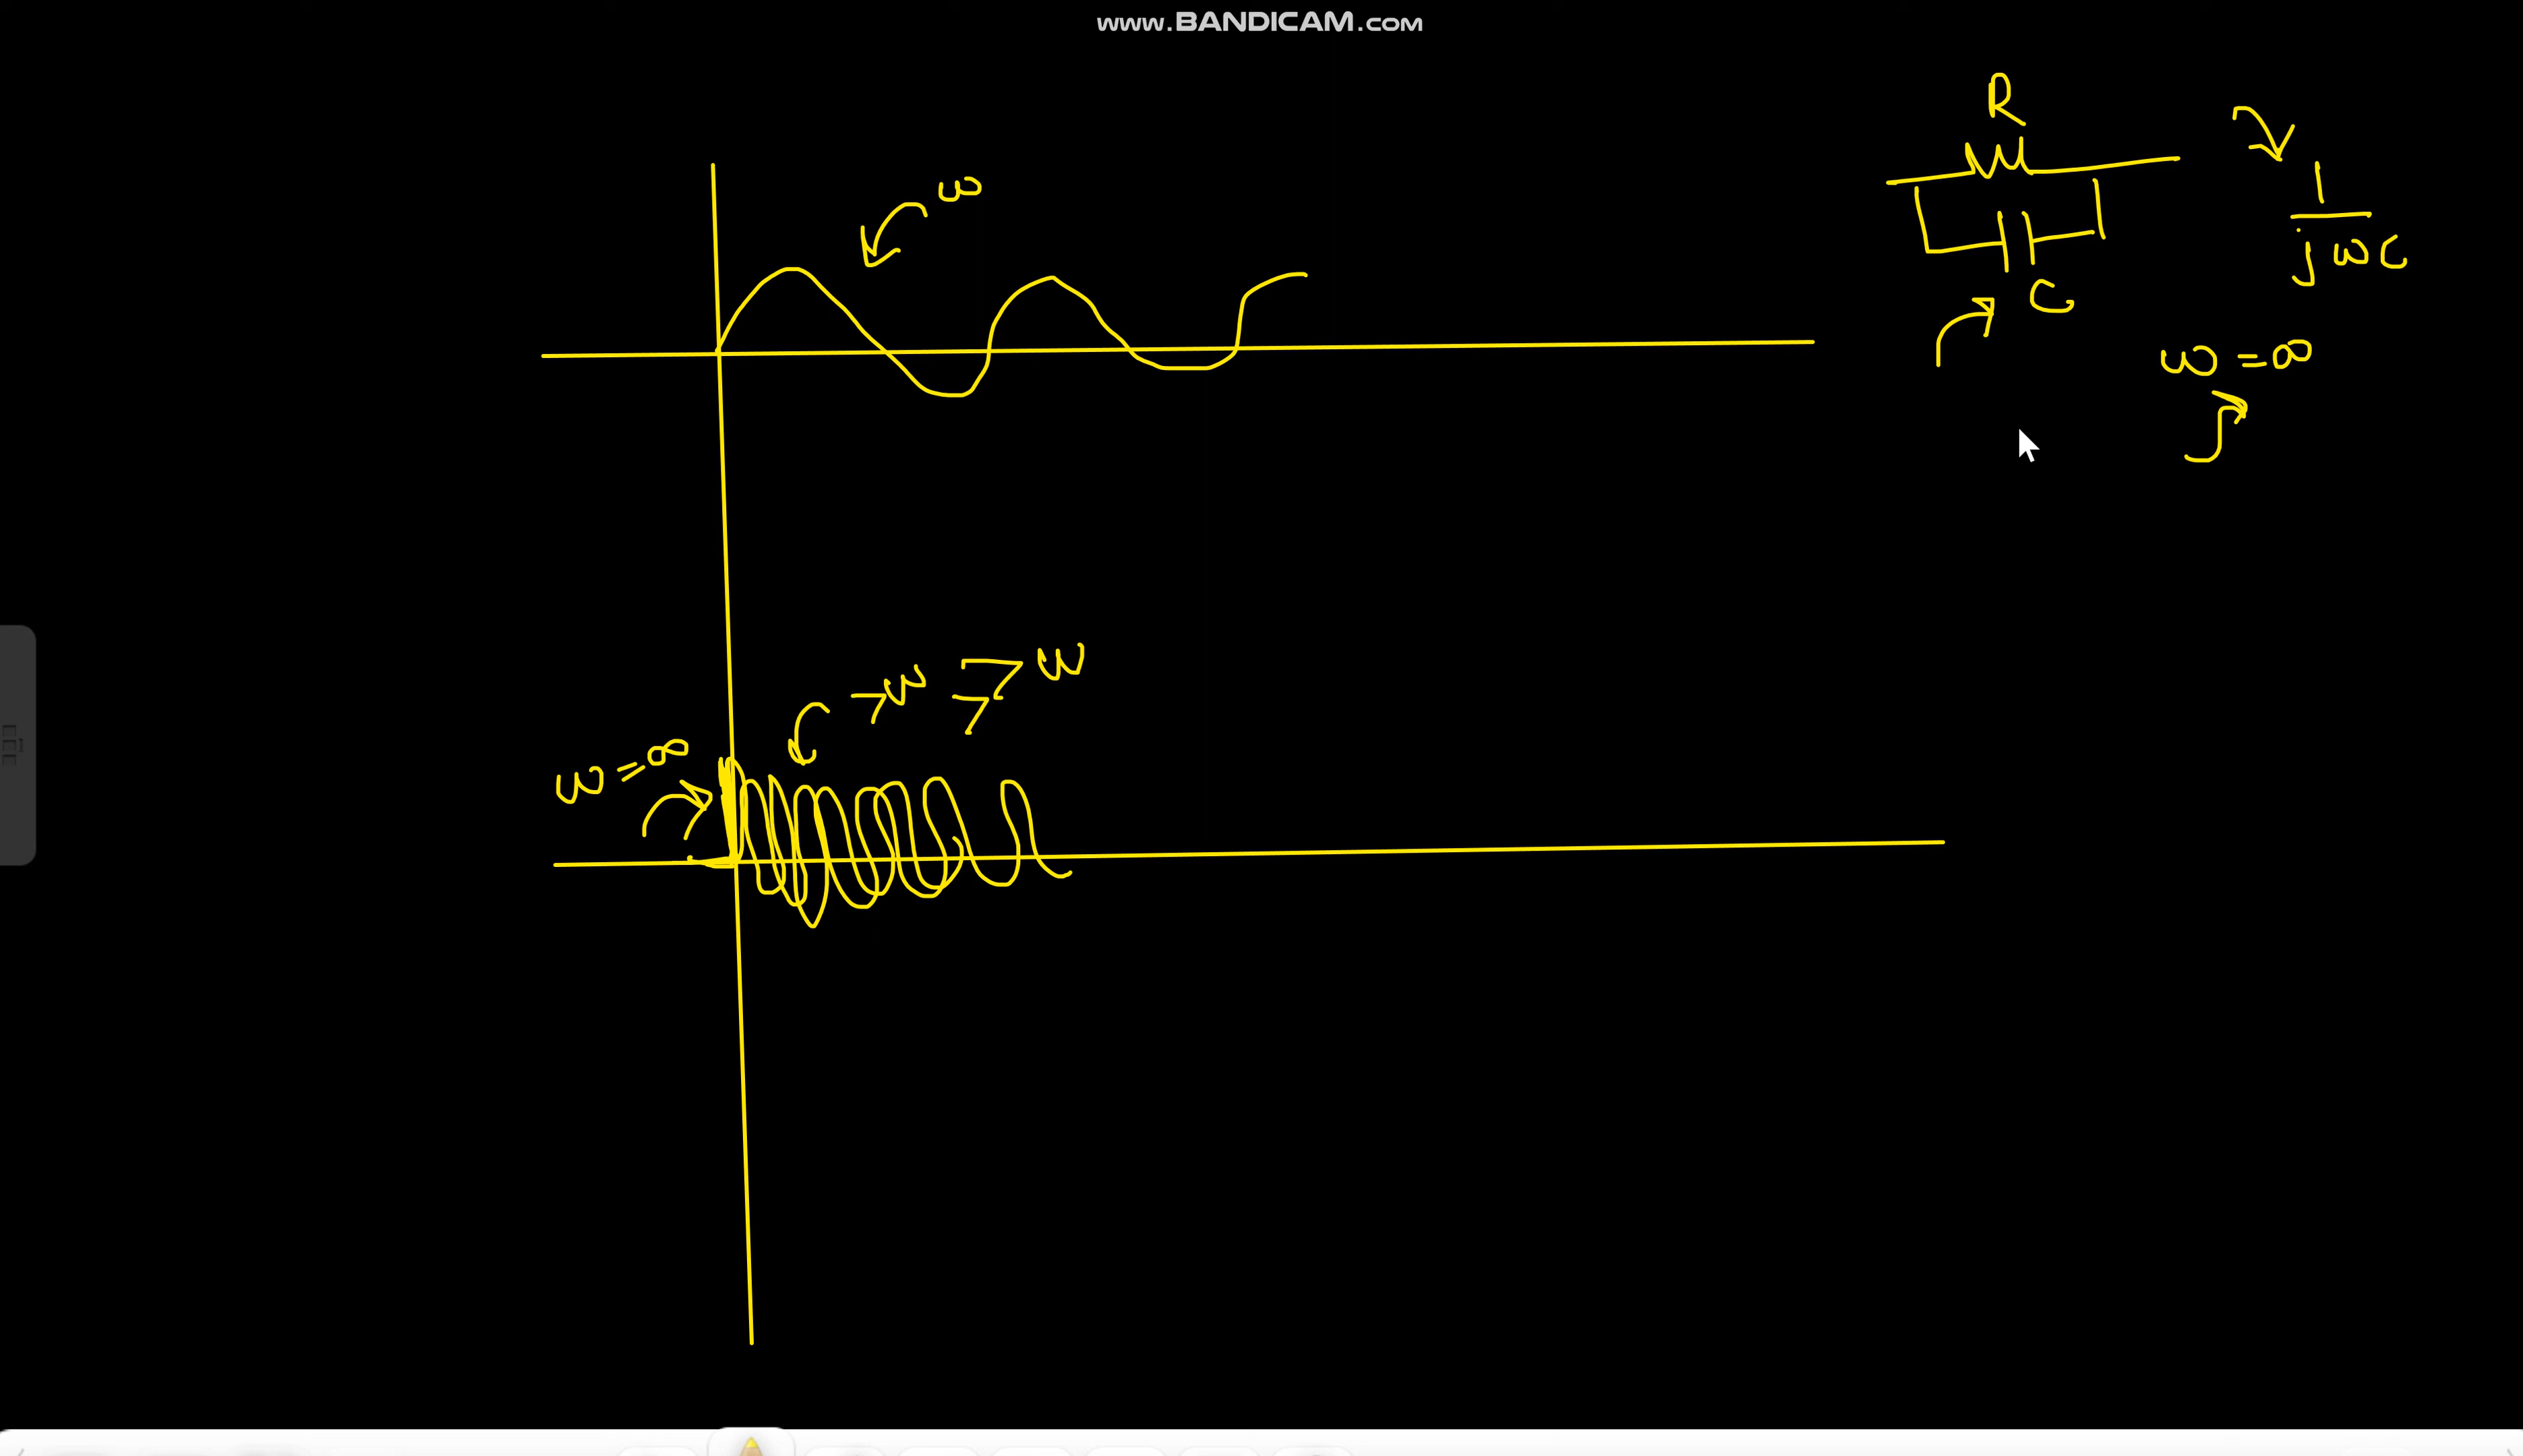 www.BANDICAM.com
R
ω
1
jωC
C
ω = ∞
>ω >> ω
ω = ∞